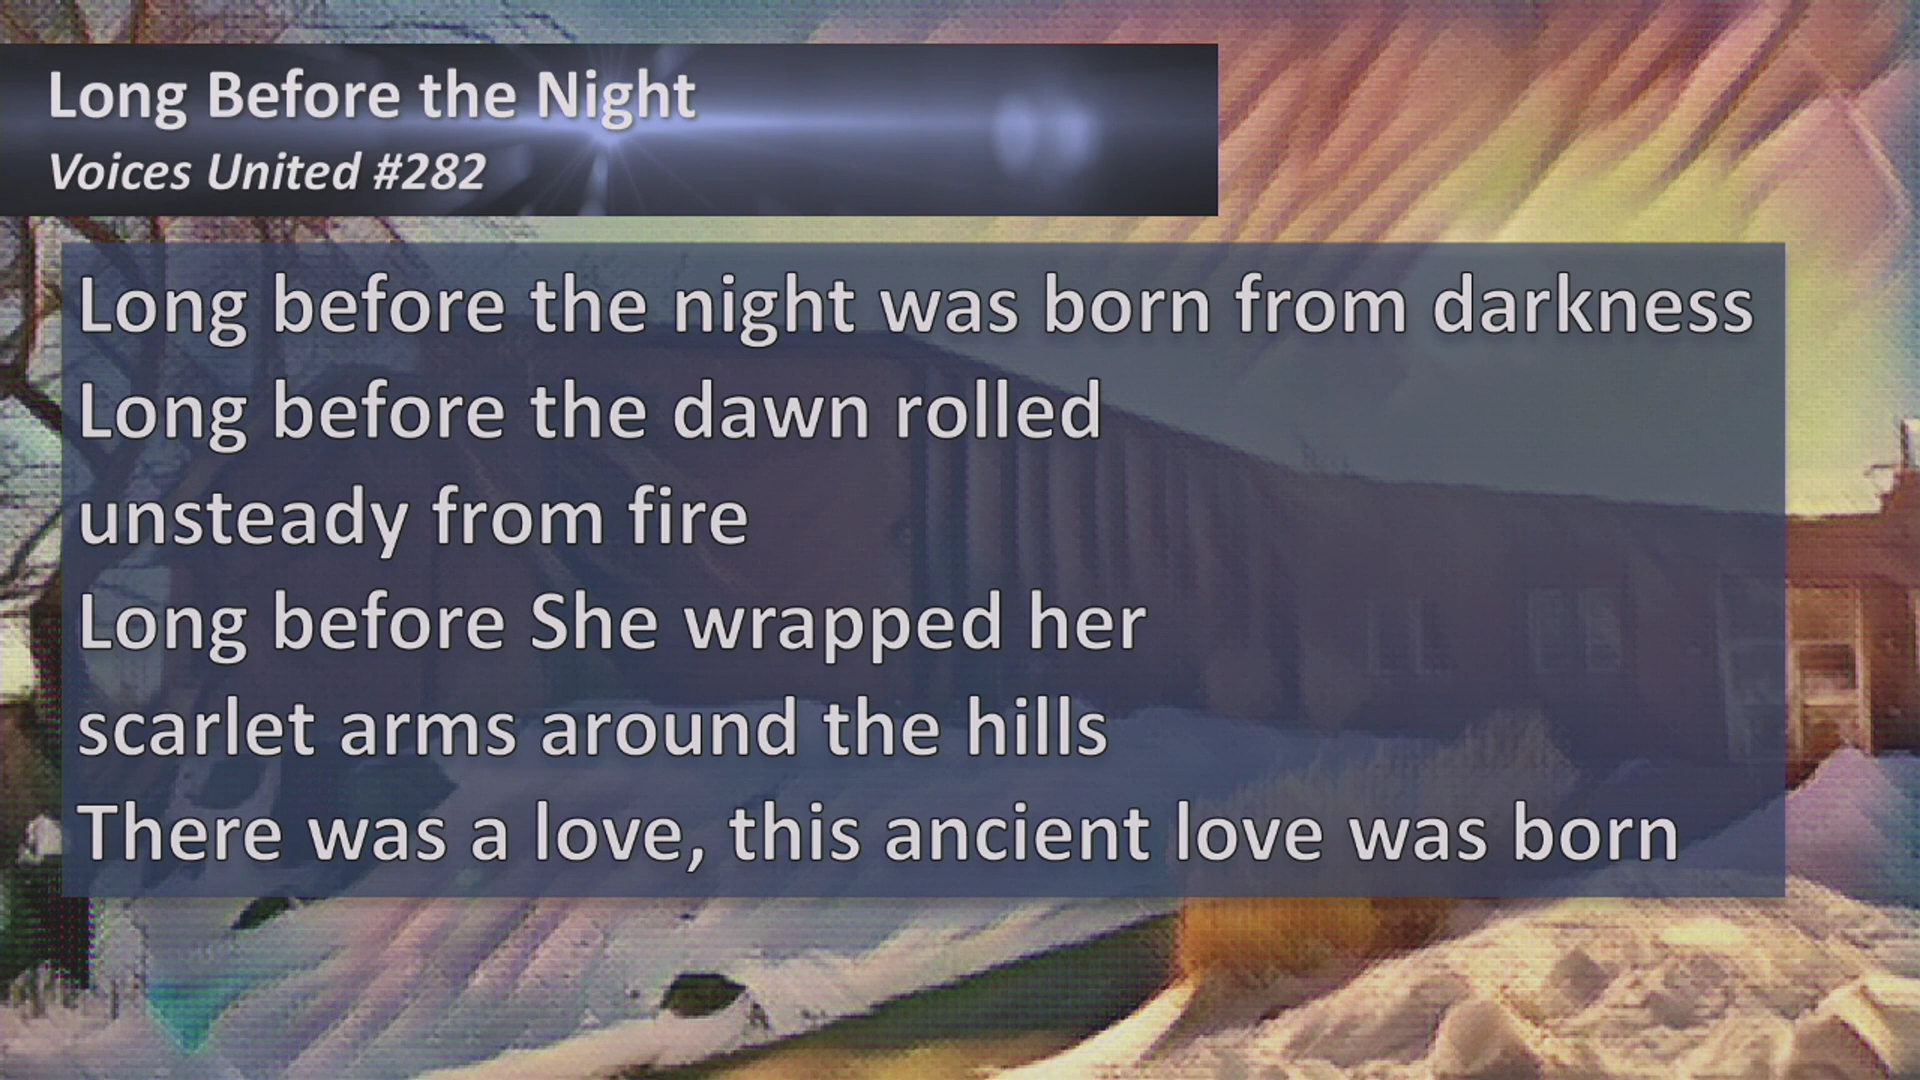 Long Before the Night
Voices United #282
Long before the night was born from darkness
Long before the dawn rolled
unsteady from fire
Long before She wrapped her
scarlet arms around the hills
There was a love, this ancient love was born